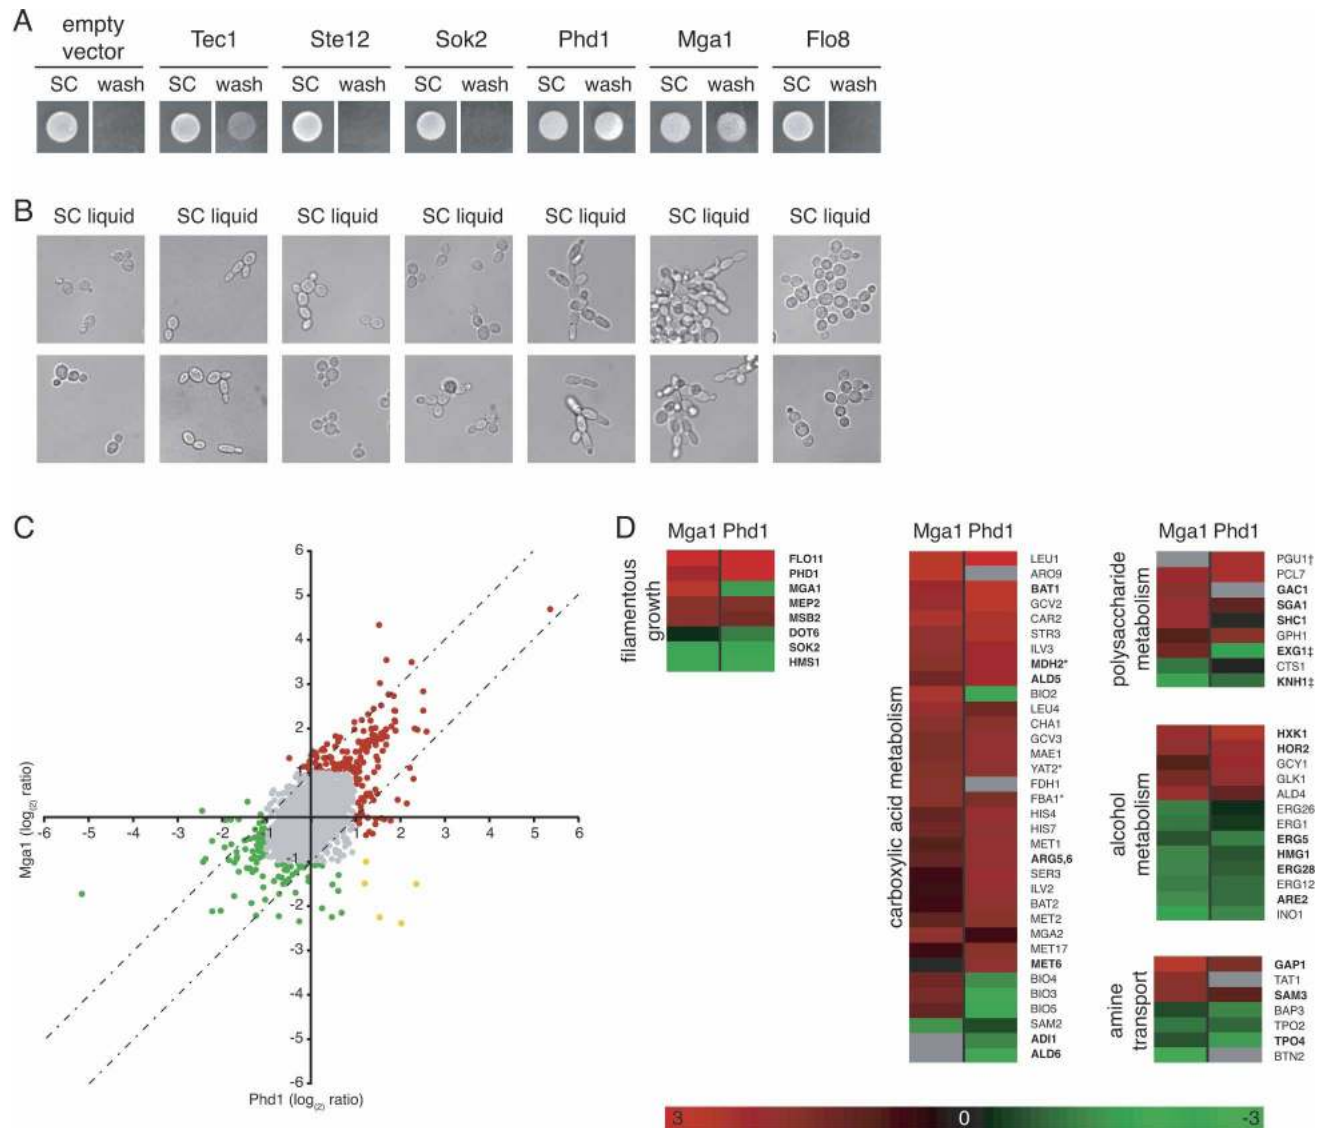 A
empty vector
Tec1
Ste12
Sok2
Phd1
Mga1
Flo8
SC wash SC wash SC wash SC wash SC wash SC wash SC wash
B
SC liquid SC liquid SC liquid SC liquid SC liquid SC liquid SC liquid
C
6
5
4
3
2
1
-6 -5 -4 -3 -2 -1 1 2 3 4 5 6
-1
-2
-3
-4
-5
-6
Mga1 (log(2) ratio)
Phd1 (log(2) ratio)
D
Mga1 Phd1
filamentous growth
FLO11
PHD1
MGA1
MEP2
MSB2
DOT6
SOK2
HMS1
Mga1 Phd1
carboxylic acid metabolism
LEU1
ARO9
BAT1
GCV2
CAR2
STR3
ILV3
MDH2*
ALD5
BIO2
LEU4
CHA1
GCV3
MAE1
YAT2*
FDH1
FBA1*
HIS4
HIS7
MET1
ARG5,6
SER3
ILV2
BAT2
MET2
MGA2
MET17
MET6
BIO4
BIO3
BIO5
SAM2
ADI1
ALD6
Mga1 Phd1
polysaccharide metabolism
PGU1‡
PCL7
GAC1
SGA1
SHC1
GPH1
EXG1‡
CTS1
KNH1‡
alcohol metabolism
HXK1
HOR2
GCY1
GLK1
ALD4
ERG26
ERG1
ERG5
HMG1
ERG28
ERG12
ARE2
INO1
amine transport
GAP1
TAT1
SAM3
BAP3
TPO2
TPO4
BTN2
3 0 -3